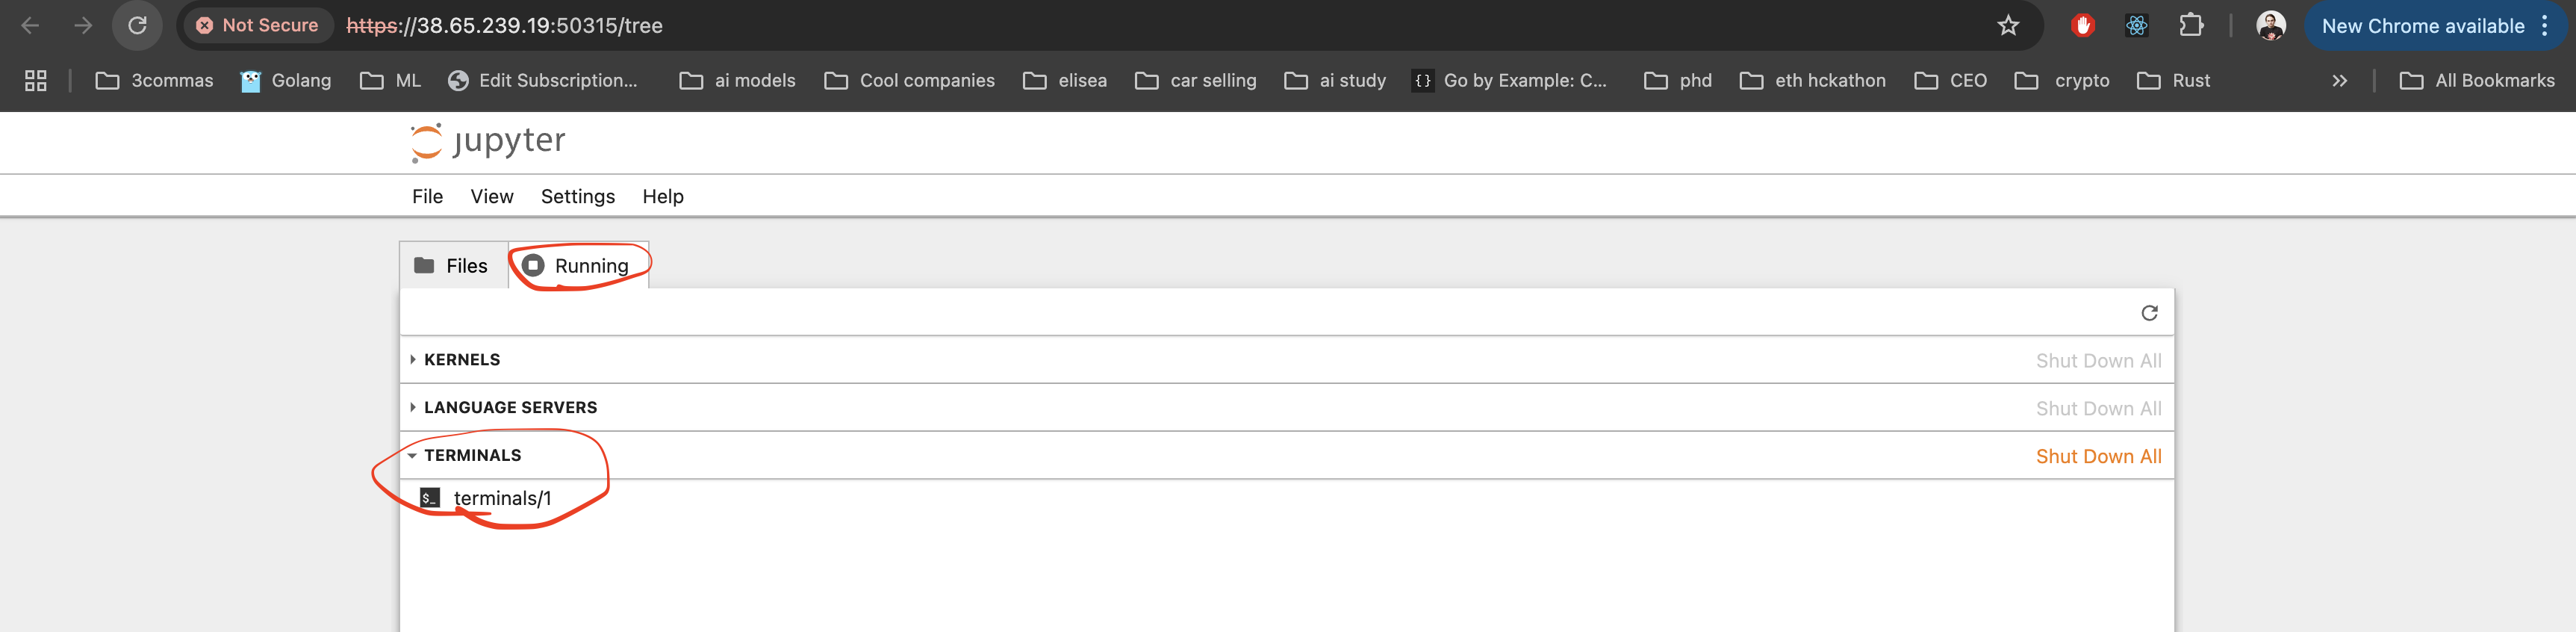 Not Secure https://38.65.239.19:50315/tree New Chrome available
3commas Golang ML Edit Subscription... ai models Cool companies elisea car selling ai study {} Go by Example: C... phd eth hckathon CEO crypto Rust » All Bookmarks
jupyter
File View Settings Help
Files Running
KERNELS Shut Down All
LANGUAGE SERVERS Shut Down All
TERMINALS Shut Down All
$_ terminals/1